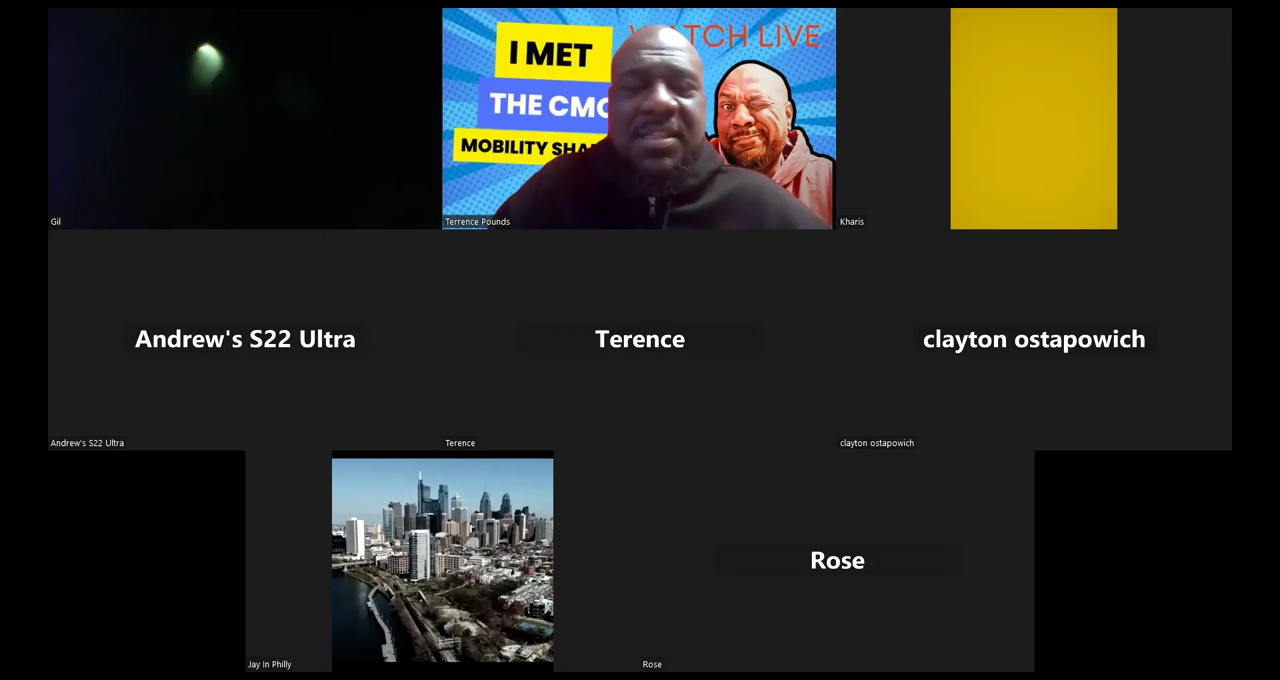 I MET
THE CMO
MOBILITY SHA
W TCH LIVE
Gil
Terrence Pounds
Kharis
Andrew's S22 Ultra
Terence
clayton ostapowich
Andrew's S22 Ultra
Terence
clayton ostapowich
Rose
Jay In Philly
Rose